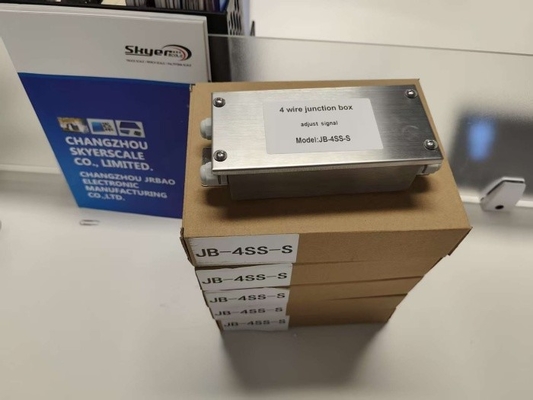 Skyer
CHANGZHOU
SKYERSCALE
CO., LIMITED.
CHANGZHOU JRBAO
ELECTRONIC
MANUFACTURING
CO.,LTD.
4 wire junction box
adjust signal
Model:JB-4SS-S
JB-4SS-S
JB-4SS-S
JB-4SS-S
JB-4SS-S
JB-4SS-S